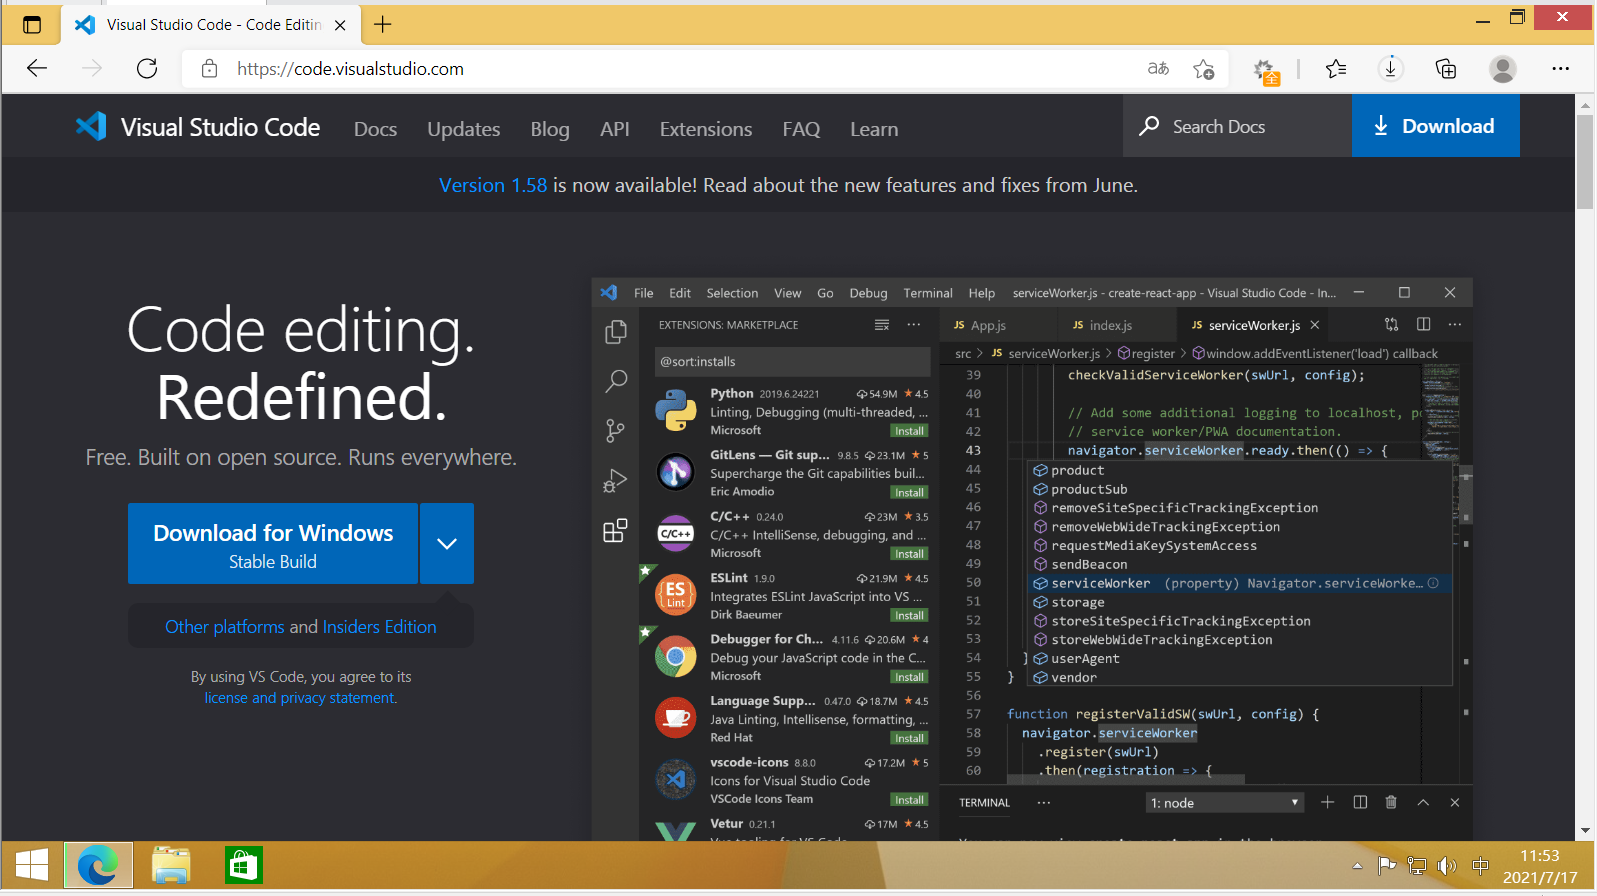 Visual Studio Code - Code Editin
https://code.visualstudio.com
aあ
全
Visual Studio Code
Docs
Updates
Blog
API
Extensions
FAQ
Learn
Search Docs
Download
Version 1.58 is now available! Read about the new features and fixes from June.
Code editing.
Redefined.
Free. Built on open source. Runs everywhere.
Download for Windows
Stable Build
Other platforms and Insiders Edition
By using VS Code, you agree to its
license and privacy statement.
File Edit Selection View Go Debug Terminal Help serviceWorker.js - create-react-app - Visual Studio Code - In...
EXTENSIONS: MARKETPLACE
@sort:installs
Python 2019.6.24221 54.9M ★ 4.5
Linting, Debugging (multi-threaded, ...
Microsoft Install
GitLens — Git sup... 9.8.5 23.1M ★ 5
Supercharge the Git capabilities buil...
Eric Amodio Install
C/C++
C/C++ 0.24.0 23M ★ 3.5
C/C++ IntelliSense, debugging, and ...
Microsoft Install
ES
Lint
ESLint 1.9.0 21.9M ★ 4.5
Integrates ESLint JavaScript into VS ...
Dirk Baeumer Install
Debugger for Ch... 4.11.6 20.6M ★ 4
Debug your JavaScript code in the C...
Microsoft Install
Language Supp... 0.47.0 18.7M ★ 4.5
Java Linting, Intellisense, formatting, ...
Red Hat Install
vscode-icons 8.8.0 17.2M ★ 5
Icons for Visual Studio Code
VSCode Icons Team Install
Vetur 0.21.1 17M ★ 4.5
JS App.js
JS index.js
JS serviceWorker.js
src > JS serviceWorker.js > register > window.addEventListener('load') callback
39 checkValidServiceWorker(swUrl, config);
40
41 // Add some additional logging to localhost, p
42 // service worker/PWA documentation.
43 navigator.serviceWorker.ready.then(() => {
44 product
45 productSub
46 removeSiteSpecificTrackingException
47 removeWebWideTrackingException
48 requestMediaKeySystemAccess
49 sendBeacon
50 serviceWorker (property) Navigator.serviceWorke...
51 storage
52 storeSiteSpecificTrackingException
53 storeWebWideTrackingException
54 } userAgent
55 } vendor
56
57 function registerValidSW(swUrl, config) {
58 navigator.serviceWorker
59 .register(swUrl)
60 .then(registration => {
TERMINAL
1: node
中
11:53
2021/7/17